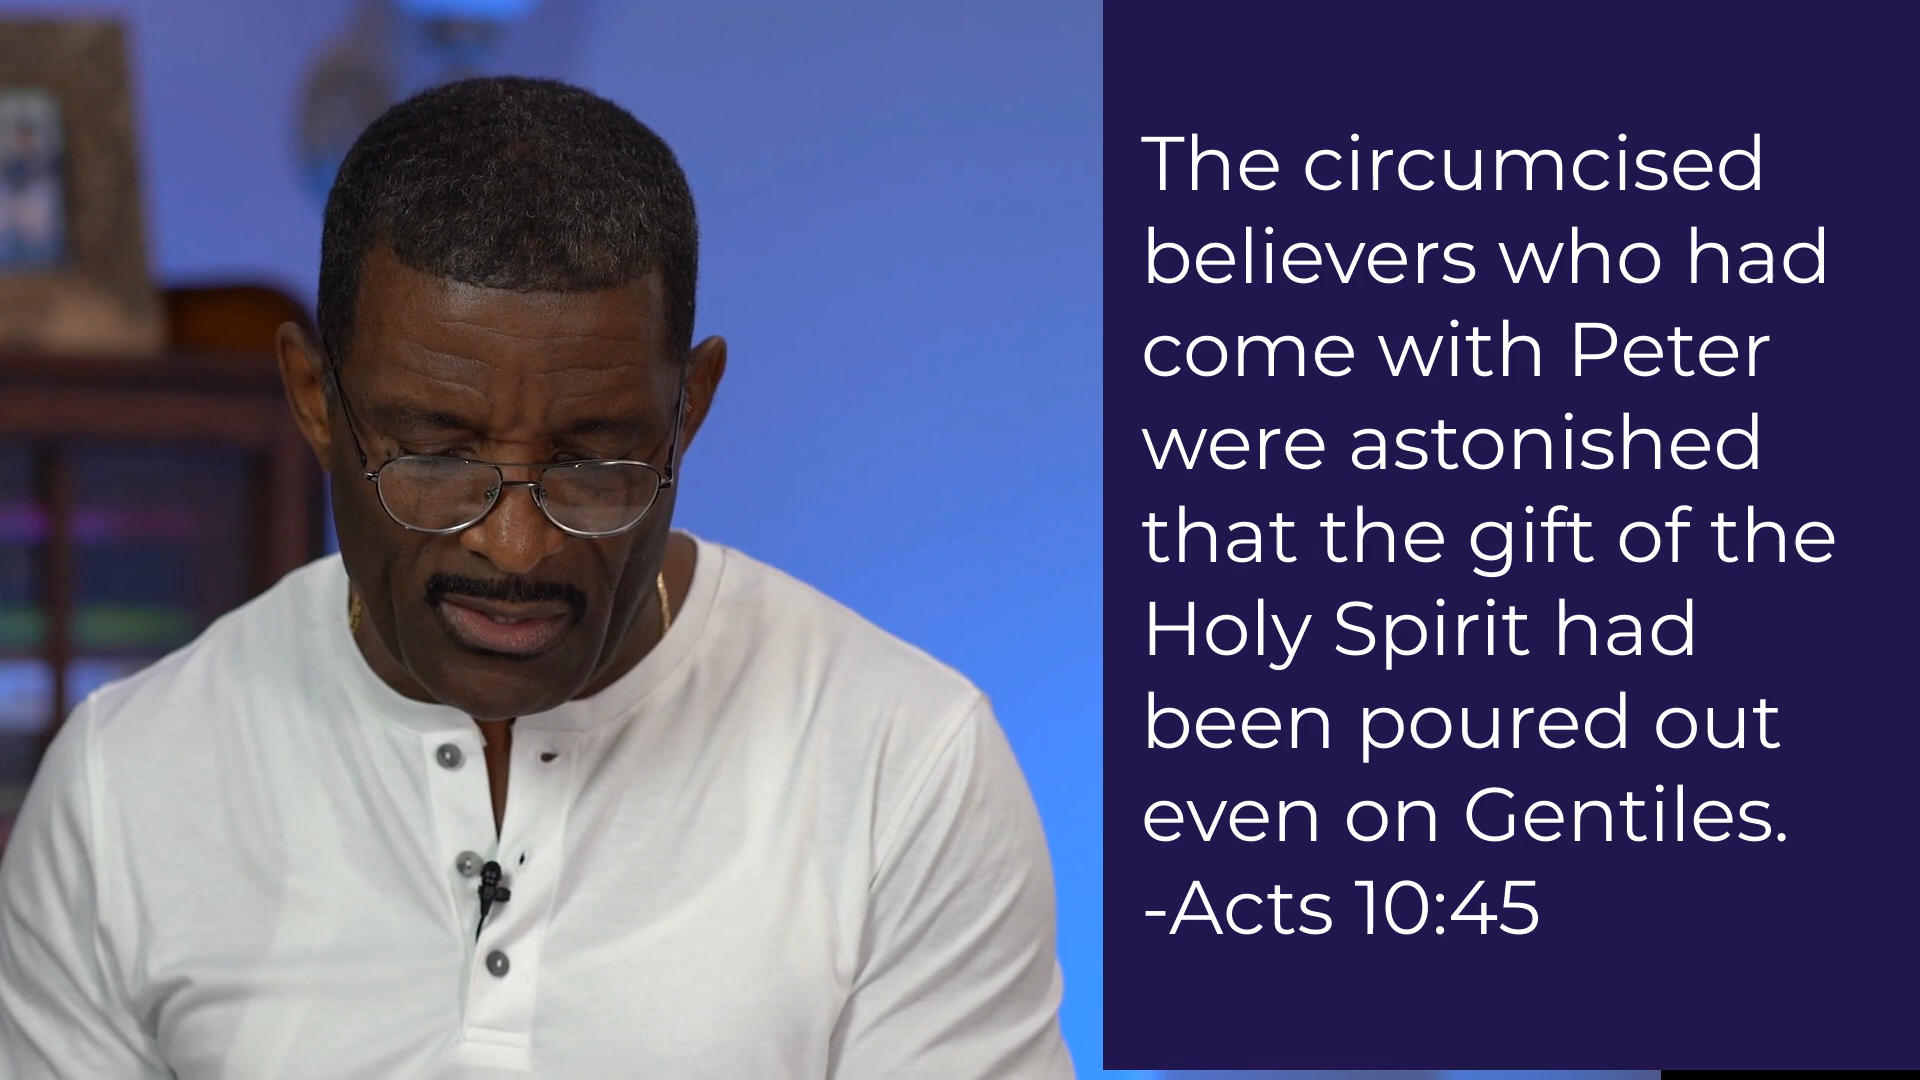 The circumcised
believers who had
come with Peter
were astonished
that the gift of the
Holy Spirit had
been poured out
even on Gentiles.
-Acts 10:45